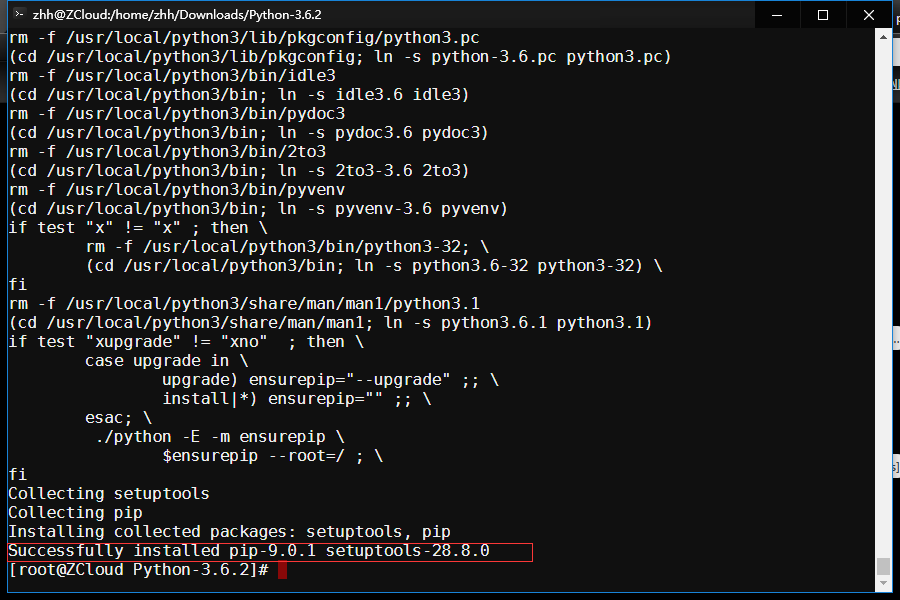 zhh@ZCloud:/home/zhh/Downloads/Python-3.6.2
rm -f /usr/local/python3/lib/pkgconfig/python3.pc
(cd /usr/local/python3/lib/pkgconfig; ln -s python-3.6.pc python3.pc)
rm -f /usr/local/python3/bin/idle3
(cd /usr/local/python3/bin; ln -s idle3.6 idle3)
rm -f /usr/local/python3/bin/pydoc3
(cd /usr/local/python3/bin; ln -s pydoc3.6 pydoc3)
rm -f /usr/local/python3/bin/2to3
(cd /usr/local/python3/bin; ln -s 2to3-3.6 2to3)
rm -f /usr/local/python3/bin/pyvenv
(cd /usr/local/python3/bin; ln -s pyvenv-3.6 pyvenv)
if test "x" != "x" ; then \
        rm -f /usr/local/python3/bin/python3-32; \
        (cd /usr/local/python3/bin; ln -s python3.6-32 python3-32) \
fi
rm -f /usr/local/python3/share/man/man1/python3.1
(cd /usr/local/python3/share/man/man1; ln -s python3.6.1 python3.1)
if test "xupgrade" != "xno"  ; then \
        case upgrade in \
                upgrade) ensurepip="--upgrade" ;; \
                install|*) ensurepip="" ;; \
        esac; \
         ./python -E -m ensurepip \
                $ensurepip --root=/ ; \
fi
Collecting setuptools
Collecting pip
Installing collected packages: setuptools, pip
Successfully installed pip-9.0.1 setuptools-28.8.0
[root@ZCloud Python-3.6.2]#